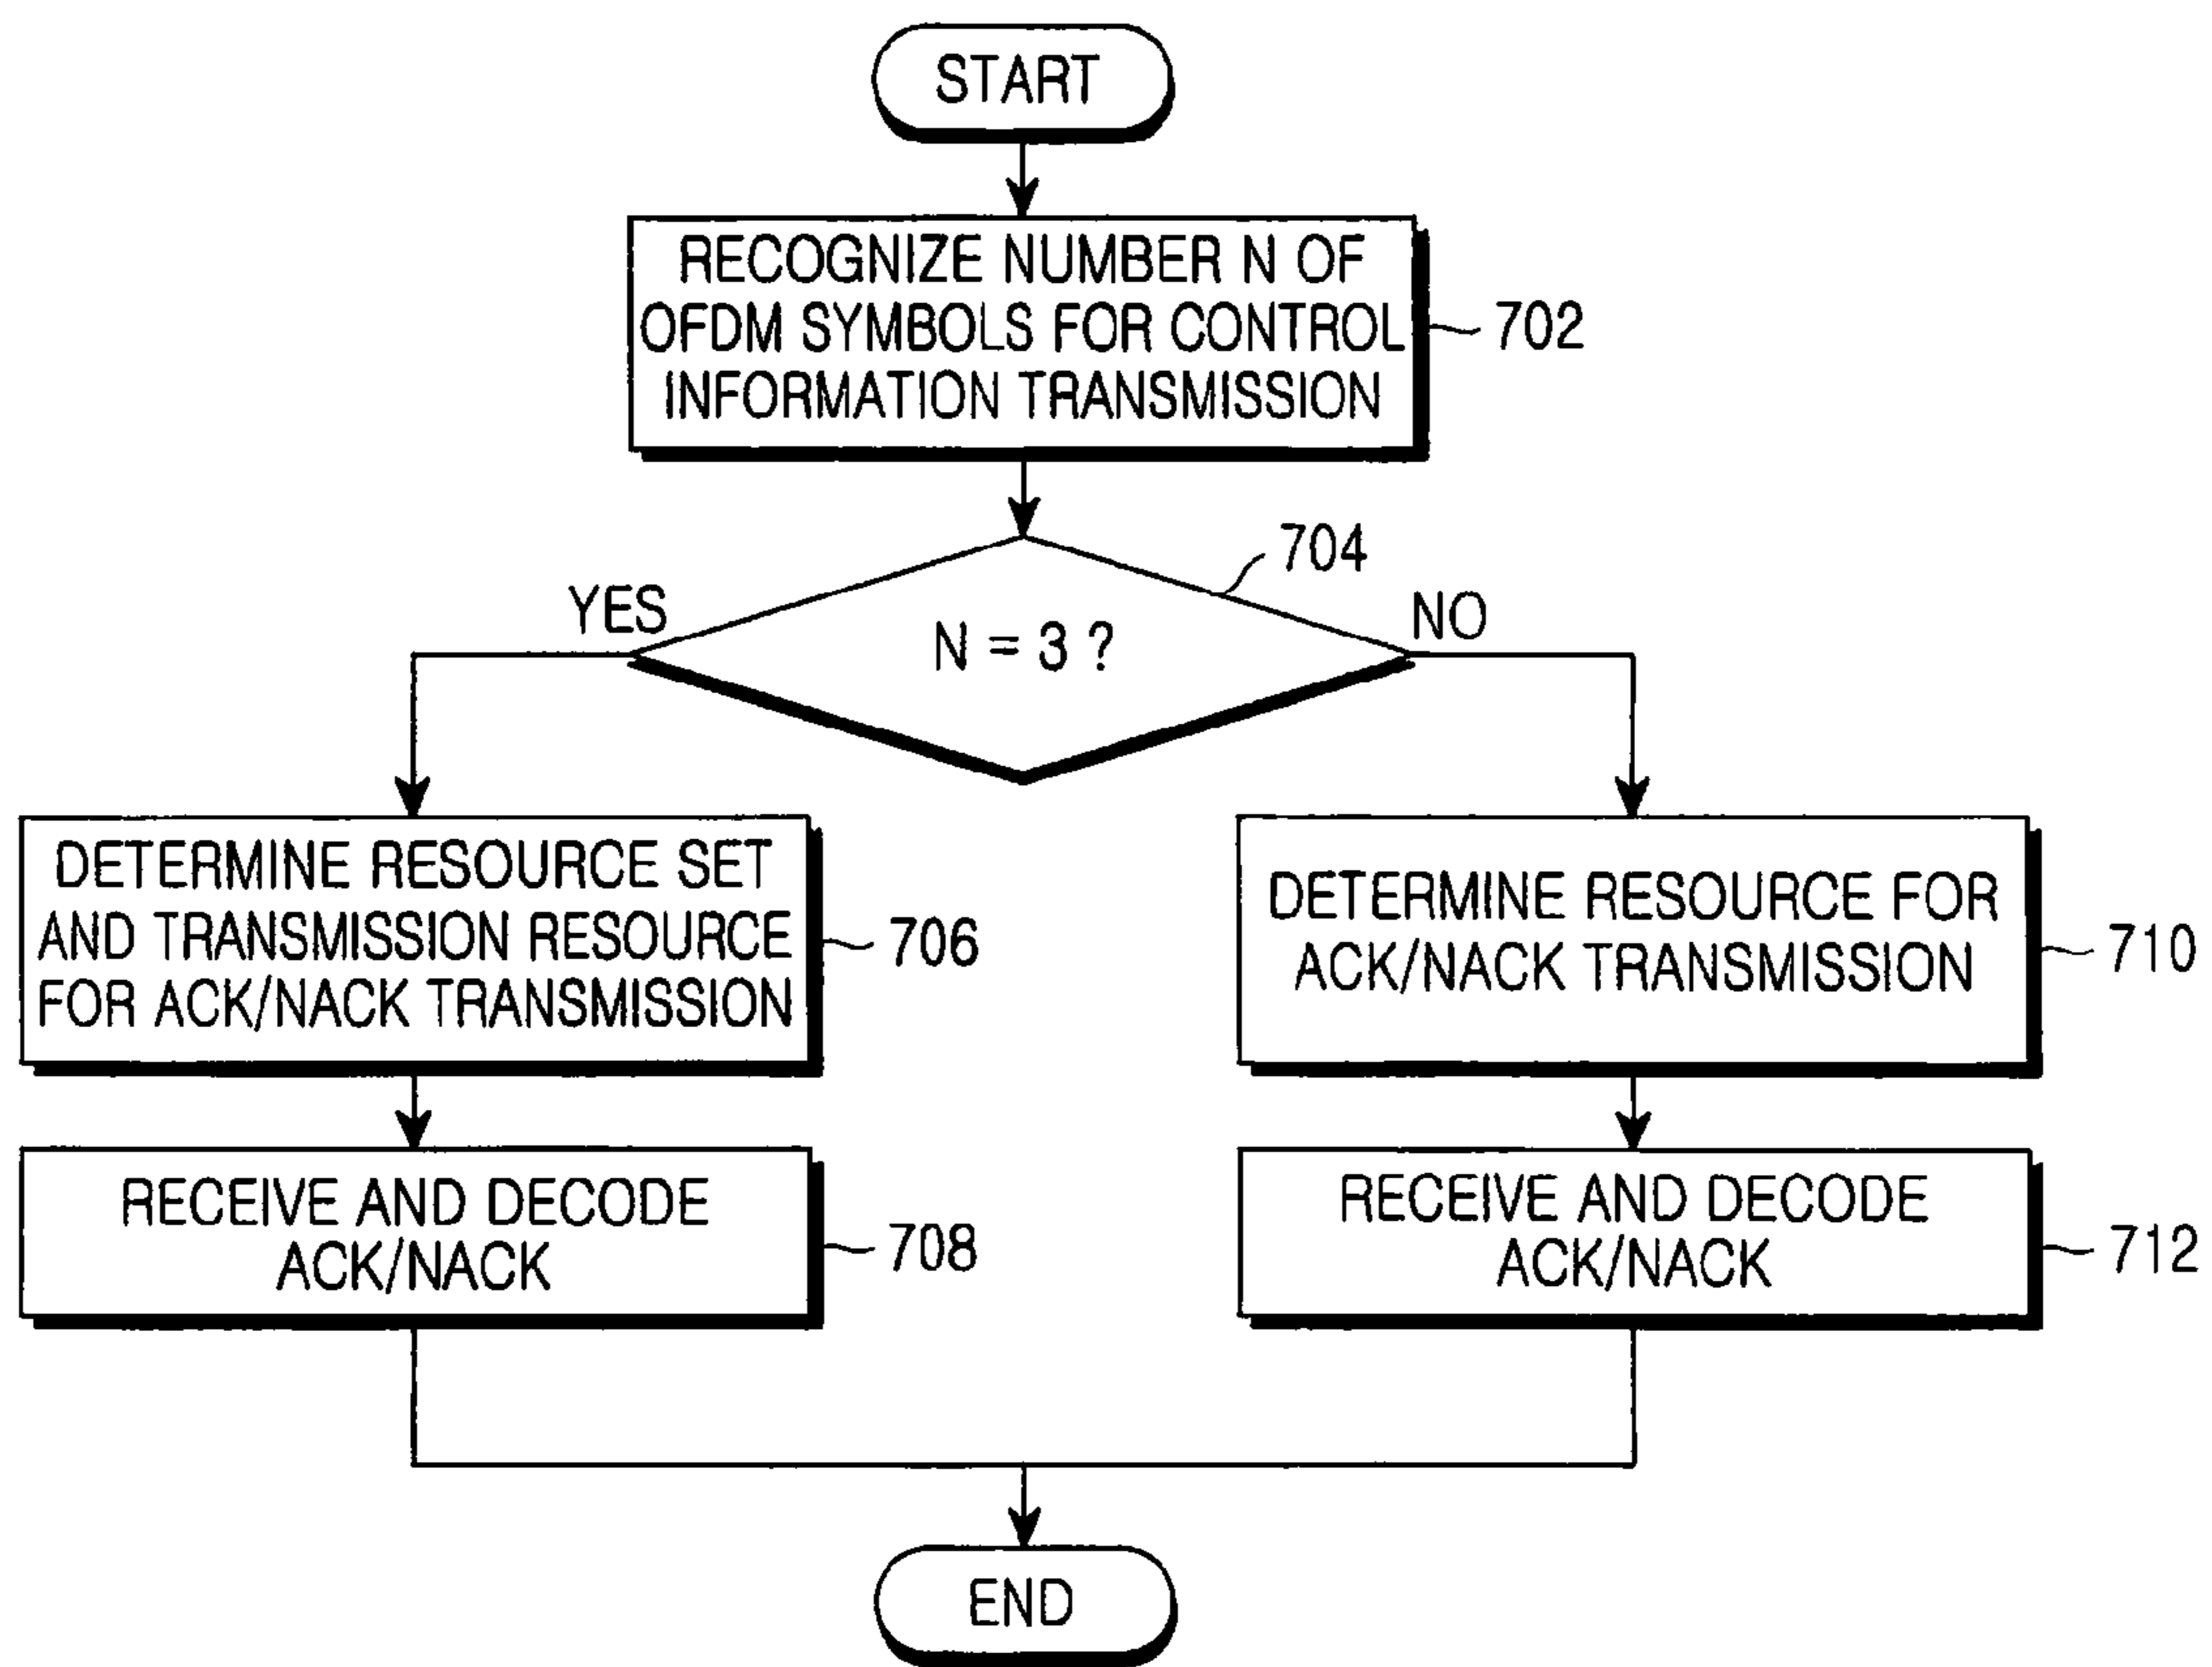 START
RECOGNIZE NUMBER N OF
OFDM SYMBOLS FOR CONTROL
INFORMATION TRANSMISSION
702
704
YES
N = 3 ?
NO
DETERMINE RESOURCE SET
AND TRANSMISSION RESOURCE
FOR ACK/NACK TRANSMISSION
706
DETERMINE RESOURCE FOR
ACK/NACK TRANSMISSION
710
RECEIVE AND DECODE
ACK/NACK
708
RECEIVE AND DECODE
ACK/NACK
712
END